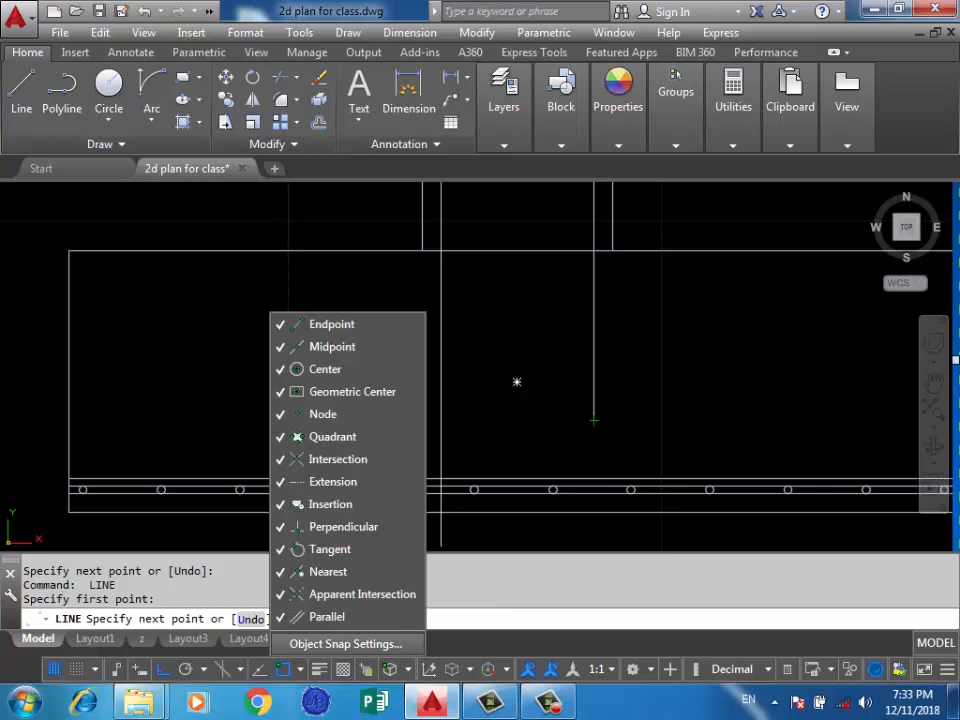 2d plan for class.dwg
Type a keyword or phrase
Sign In
File Edit View Insert Format Tools Draw Dimension Modify Parametric Window Help Express
Home Insert Annotate Parametric View Manage Output Add-ins A360 Express Tools Featured Apps BIM 360 Performance
Line Polyline Circle Arc
Text Dimension Layers Block Properties Groups Utilities Clipboard View
Draw Modify Annotation
Start 2d plan for class*
N
W TOP E
S
WCS
Endpoint
Midpoint
Center
Geometric Center
Node
Quadrant
Intersection
Extension
Insertion
Perpendicular
Tangent
Nearest
Apparent Intersection
Parallel
Object Snap Settings...
Y
X
Specify next point or [Undo]:
Command: LINE
Specify first point:
LINE Specify next point or [Undo]
Model Layout1 z Layout3 Layout4
MODEL
1:1 Decimal
EN 7:33 PM
12/11/2018